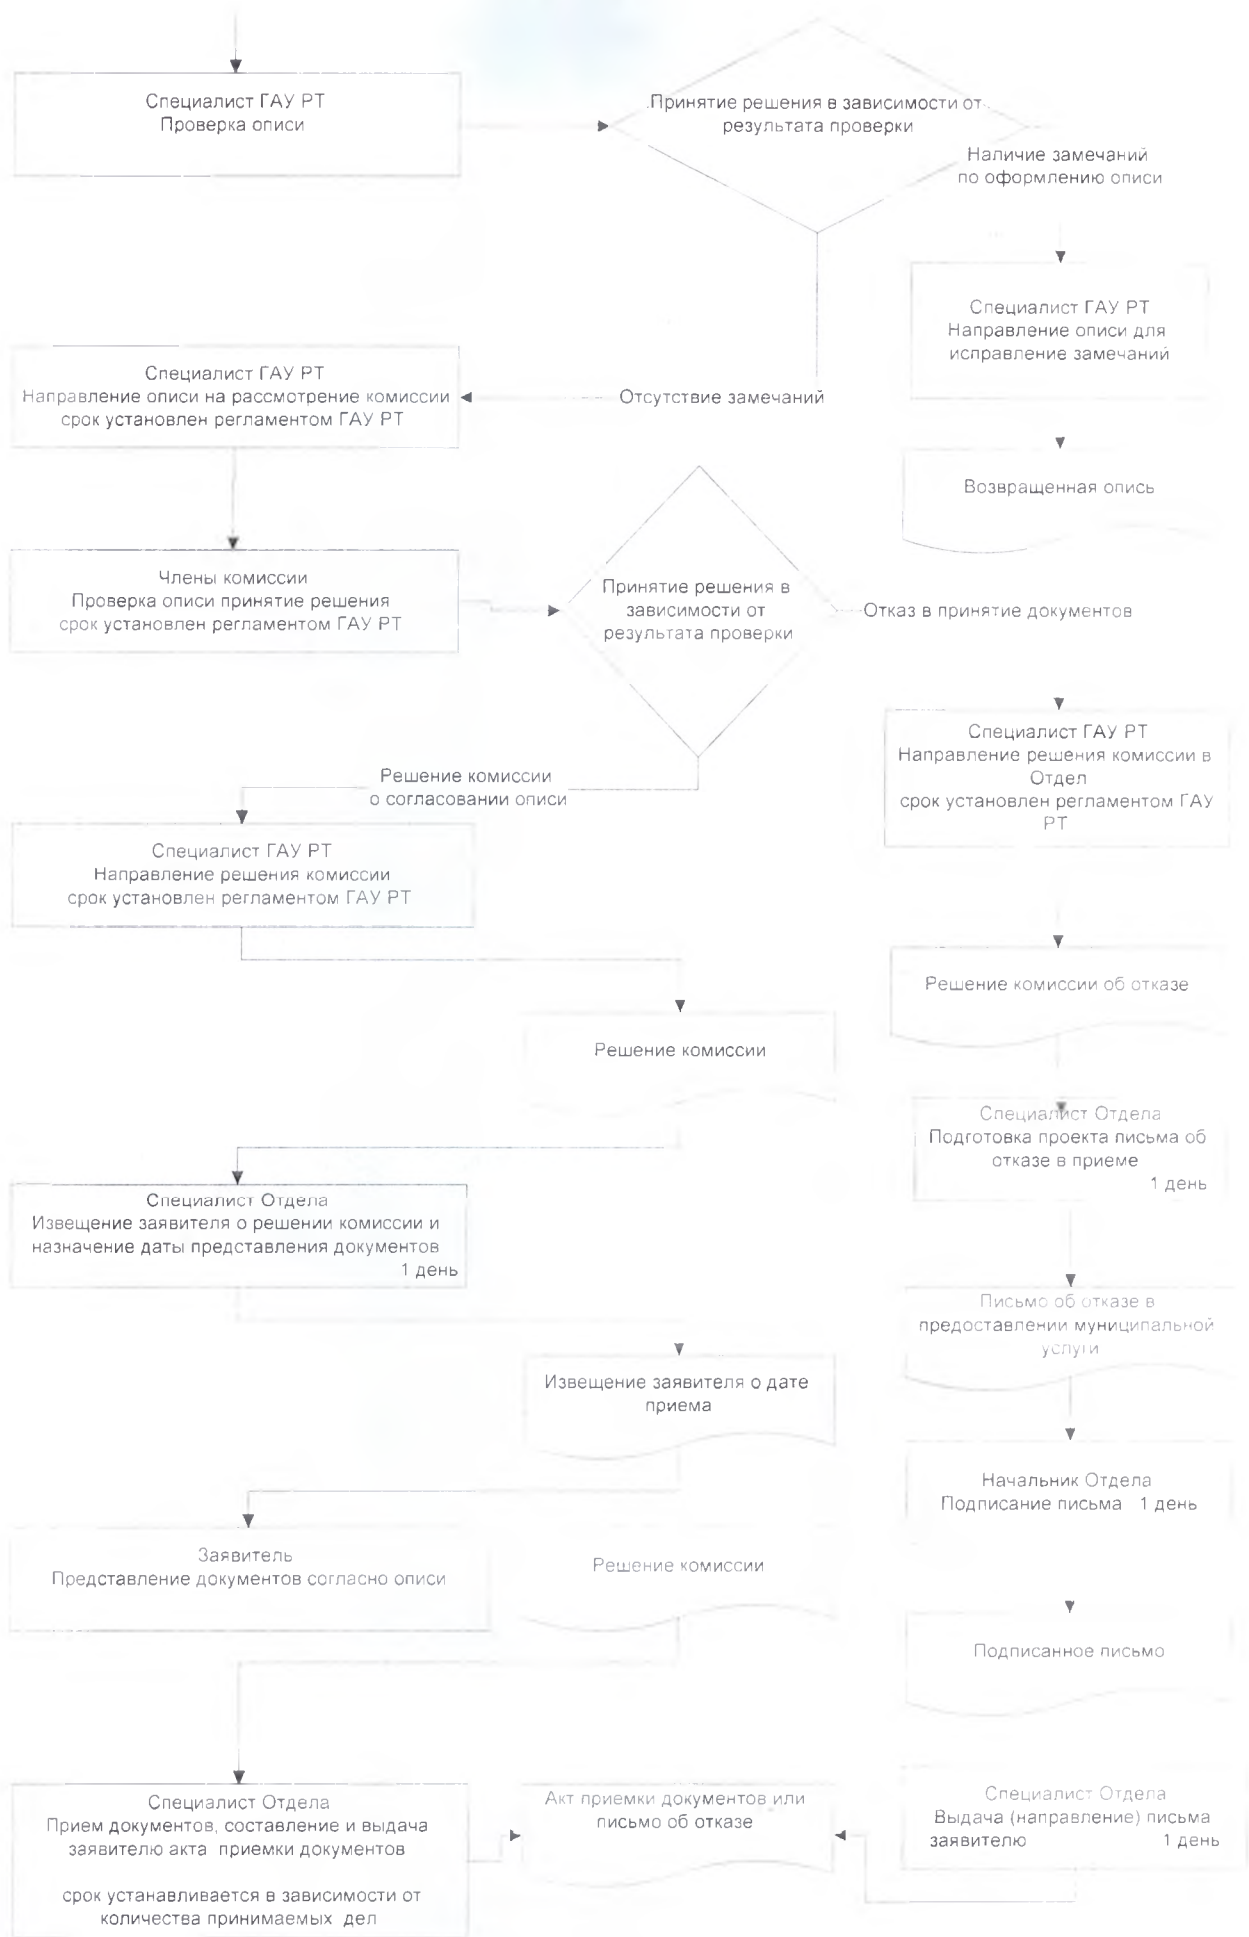 Специалист ГАУ РТ
Проверка описи
Принятие решения в зависимости от
результата проверки
Наличие замечаний
по оформлению описи
Специалист ГАУ РТ
Направление описи для
исправление замечаний
Специалист ГАУ РТ
Направление описи на рассмотрение комиссии
срок установлен регламентом ГАУ РТ
Отсутствие замечаний
Возвращенная опись
Члены комиссии
Проверка описи принятие решения
срок установлен регламентом ГАУ РТ
Принятие решения в
зависимости от
результата проверки
Отказ в принятие документов
Специалист ГАУ РТ
Направление решения комиссии в
Отдел
срок установлен регламентом ГАУ
РТ
Решение комиссии
о согласовании описи
Специалист ГАУ РТ
Направление решения комиссии
срок установлен регламентом ГАУ РТ
Решение комиссии об отказе
Решение комиссии
Специалист Отдела
Подготовка проекта письма об
отказе в приеме
1 день
Специалист Отдела
Извещение заявителя о решении комиссии и
назначение даты представления документов
1 день
Письмо об отказе в
предоставлении муниципальной
услуги
Извещение заявителя о дате
приема
Начальник Отдела
Подписание письма 1 день
Заявитель
Представление документов согласно описи
Решение комиссии
Подписанное письмо
Специалист Отдела
Прием документов, составление и выдача
заявителю акта приемки документов
срок устанавливается в зависимости от
количества принимаемых дел
Акт приемки документов или
письмо об отказе
Специалист Отдела
Выдача (направление) письма
заявителю 1 день